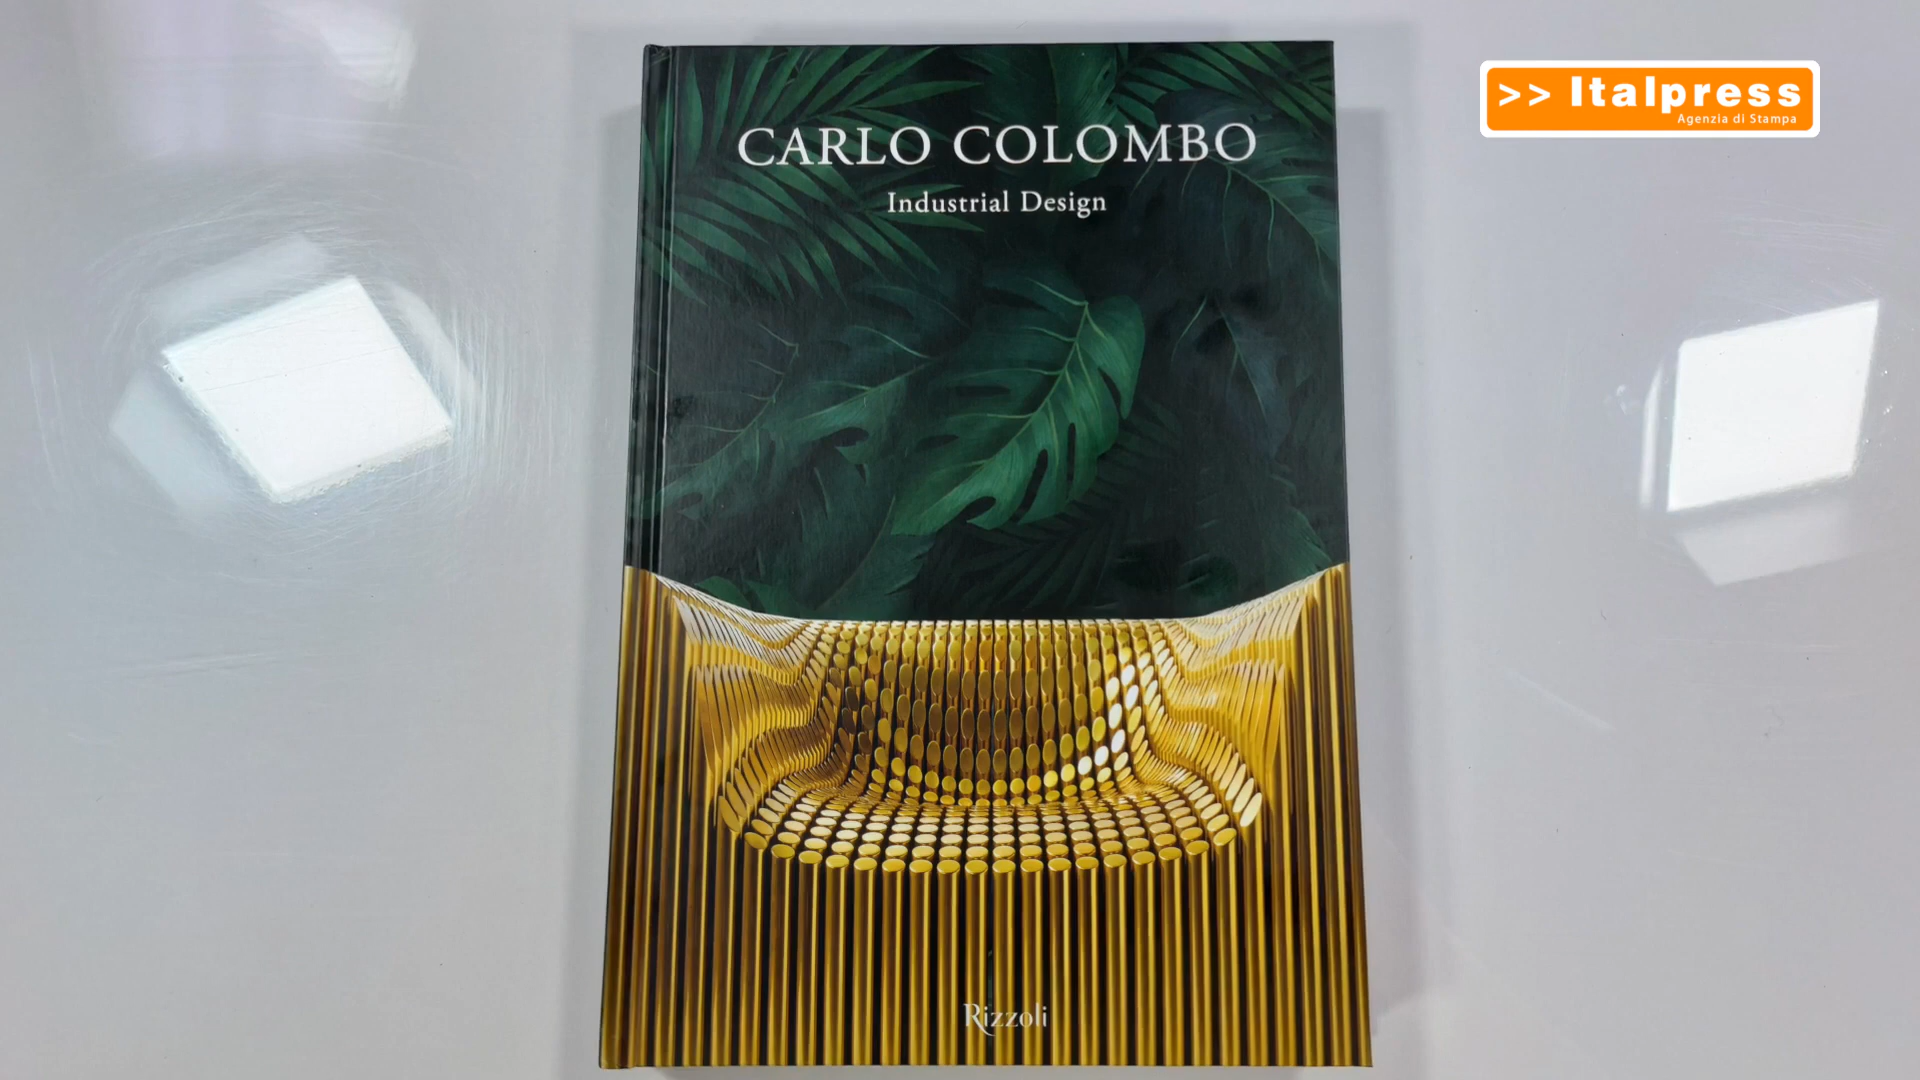 CARLO COLOMBO
Industrial Design
Rizzoli
>> Italpress
Agenzia di Stampa